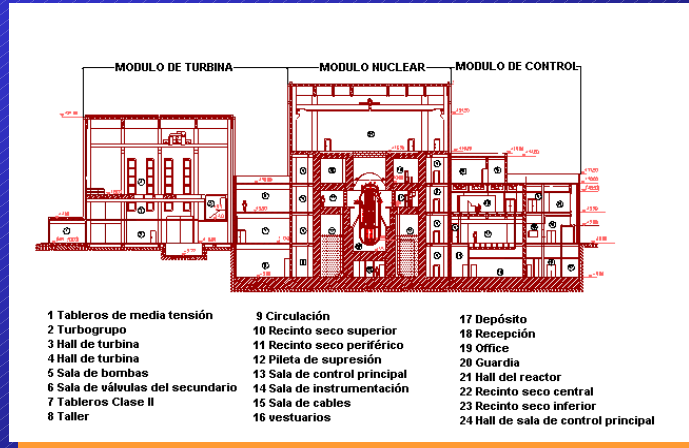 MODULO DE TURBINA MODULO NUCLEAR MODULO DE CONTROL
1 Tableros de media tensión
2 Turbogrupo
3 Hall de turbina
4 Hall de turbina
5 Sala de bombas
6 Sala de válvulas del secundario
7 Tableros Clase II
8 Taller
9 Circulación
10 Recinto seco superior
11 Recinto seco periférico
12 Pileta de supresión
13 Sala de control principal
14 Sala de instrumentación
15 Sala de cables
16 vestuarios
17 Depósito
18 Recepción
19 Office
20 Guardia
21 Hall del reactor
22 Recinto seco central
23 Recinto seco inferior
24 Hall de sala de control principal